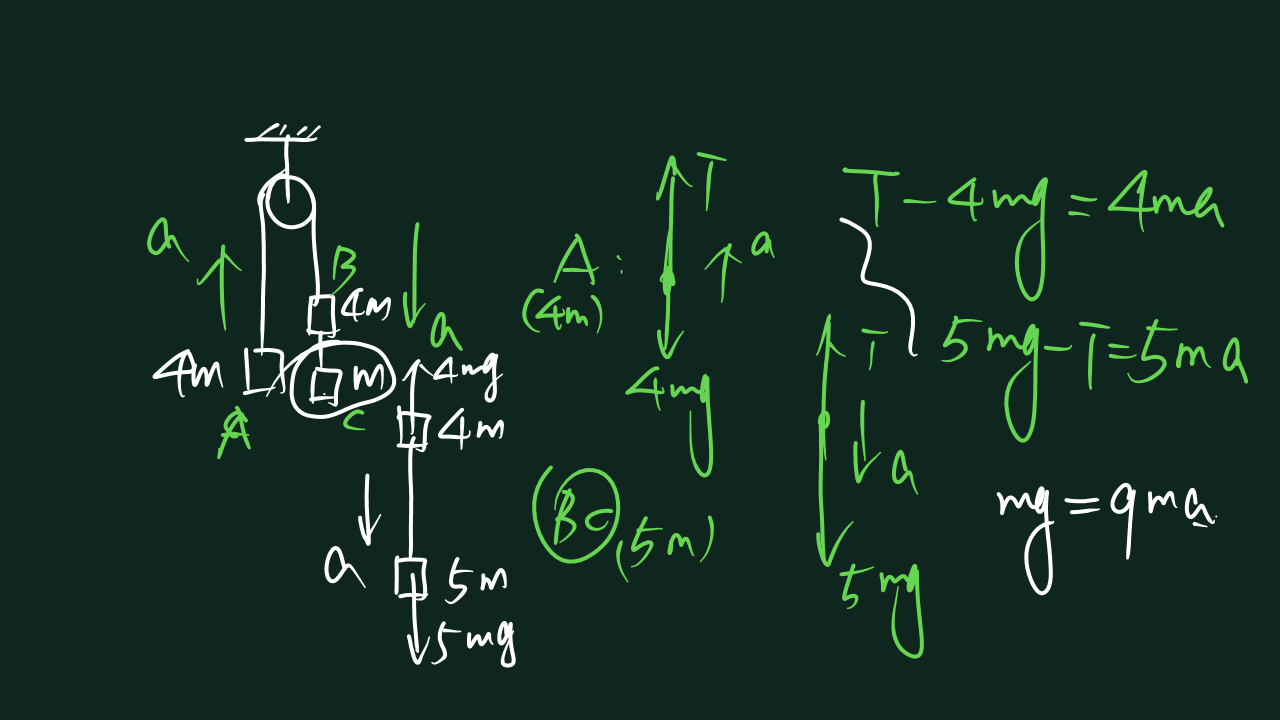 a
B
4m
a
4m
m
A
C
4mg
4m
a
5m
5mg
A :
(4m)
T
a
4mg
BC (5m)
T
a
5mg
T - 4mg = 4ma
5mg - T = 5ma
mg = 9ma